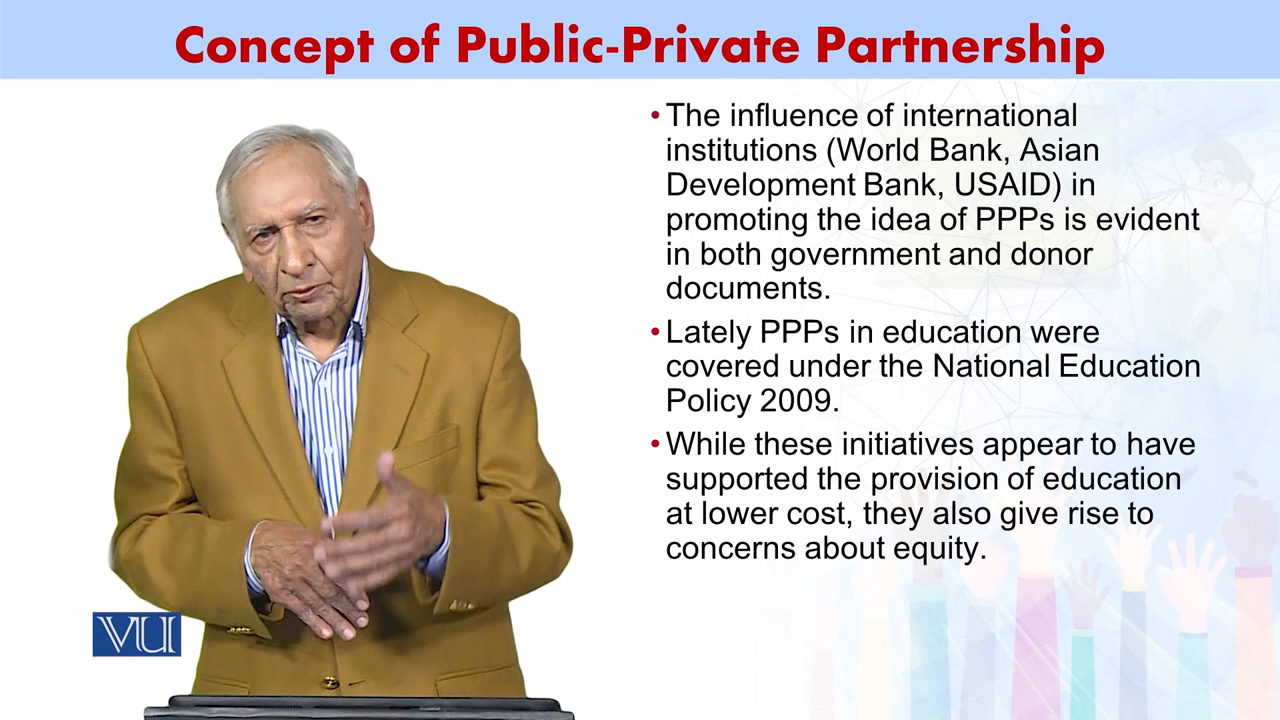 Concept of Public-Private Partnership
•The influence of international
institutions (World Bank, Asian
Development Bank, USAID) in
promoting the idea of PPPs is evident
in both government and donor
documents.
•Lately PPPs in education were
covered under the National Education
Policy 2009.
•While these initiatives appear to have
supported the provision of education
at lower cost, they also give rise to
concerns about equity.
VU